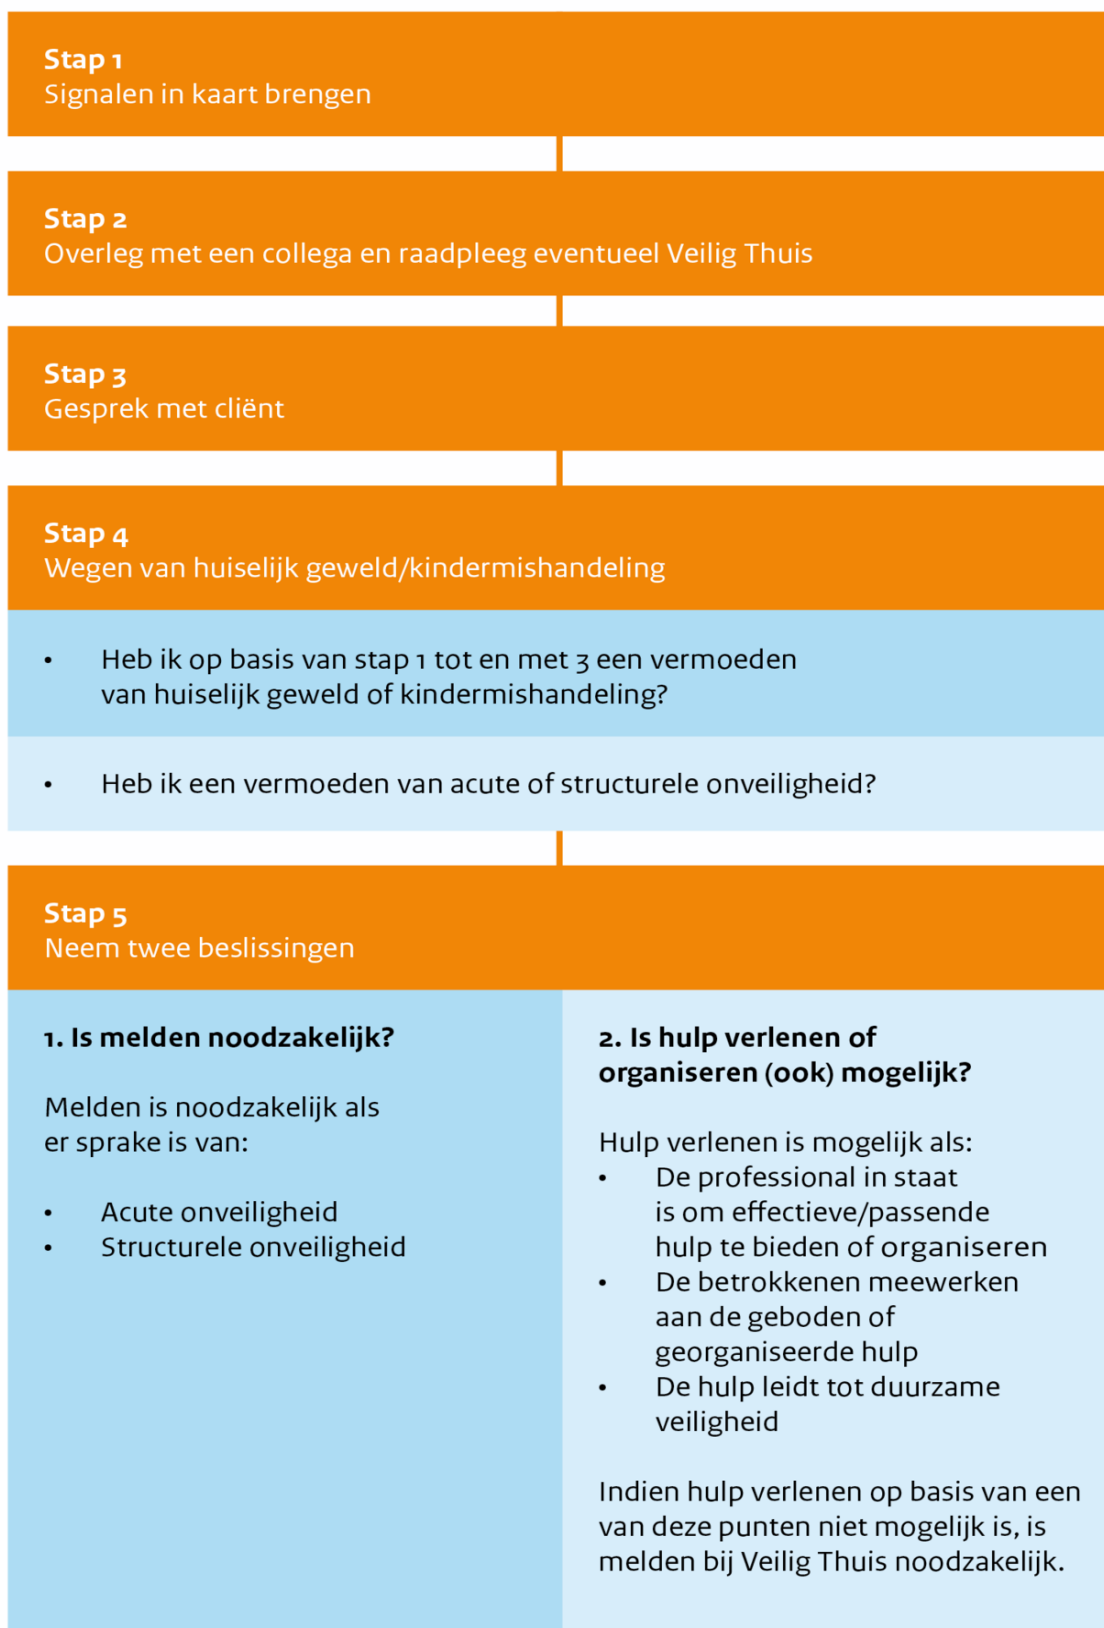 Stap 1
Signalen in kaart brengen
Stap 2
Overleg met een collega en raadpleeg eventueel Veilig Thuis
Stap 3
Gesprek met cliënt
Stap 4
Wegen van huiselijk geweld/kindermishandeling
• Heb ik op basis van stap 1 tot en met 3 een vermoeden
van huiselijk geweld of kindermishandeling?
• Heb ik een vermoeden van acute of structurele onveiligheid?
Stap 5
Neem twee beslissingen
1. Is melden noodzakelijk?
Melden is noodzakelijk als
er sprake is van:
• Acute onveiligheid
• Structurele onveiligheid
2. Is hulp verlenen of
organiseren (ook) mogelijk?
Hulp verlenen is mogelijk als:
• De professional in staat
is om effectieve/passende
hulp te bieden of organiseren
• De betrokkenen meewerken
aan de geboden of
georganiseerde hulp
• De hulp leidt tot duurzame
veiligheid
Indien hulp verlenen op basis van een
van deze punten niet mogelijk is, is
melden bij Veilig Thuis noodzakelijk.